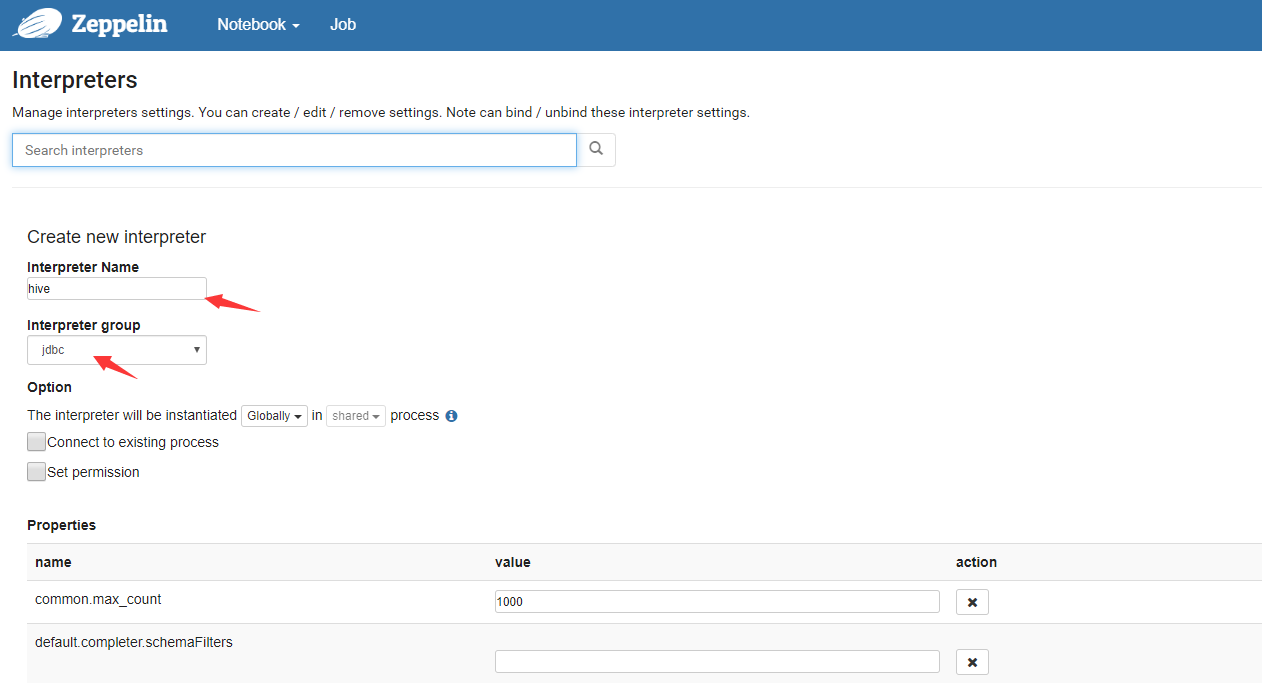 Zeppelin Notebook Job
Interpreters
Manage interpreters settings. You can create / edit / remove settings. Note can bind / unbind these interpreter settings.
Search interpreters
Create new interpreter
Interpreter Name
hive
Interpreter group
jdbc
Option
The interpreter will be instantiated Globally in shared process
Connect to existing process
Set permission
Properties
name value action
common.max_count 1000
default.completer.schemaFilters